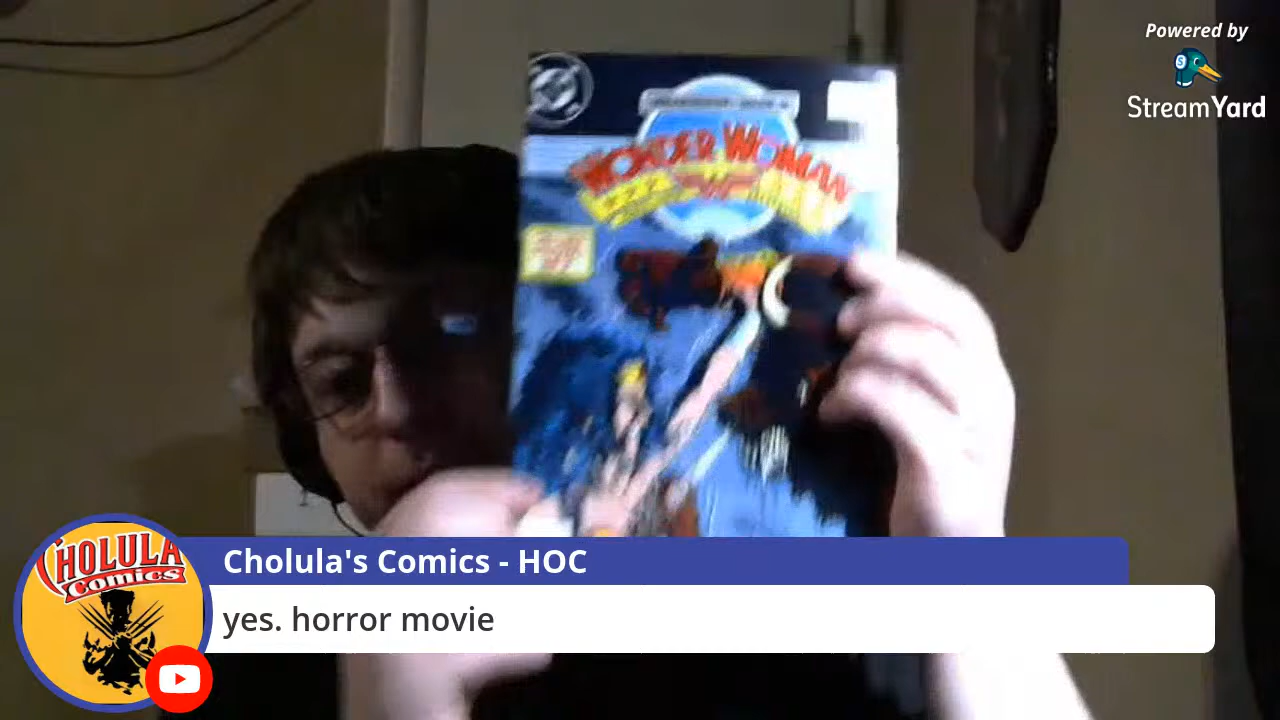 Powered by
StreamYard
WONDER WOMAN
Cholula's Comics - HOC
yes. horror movie
CHOLULA
Comics